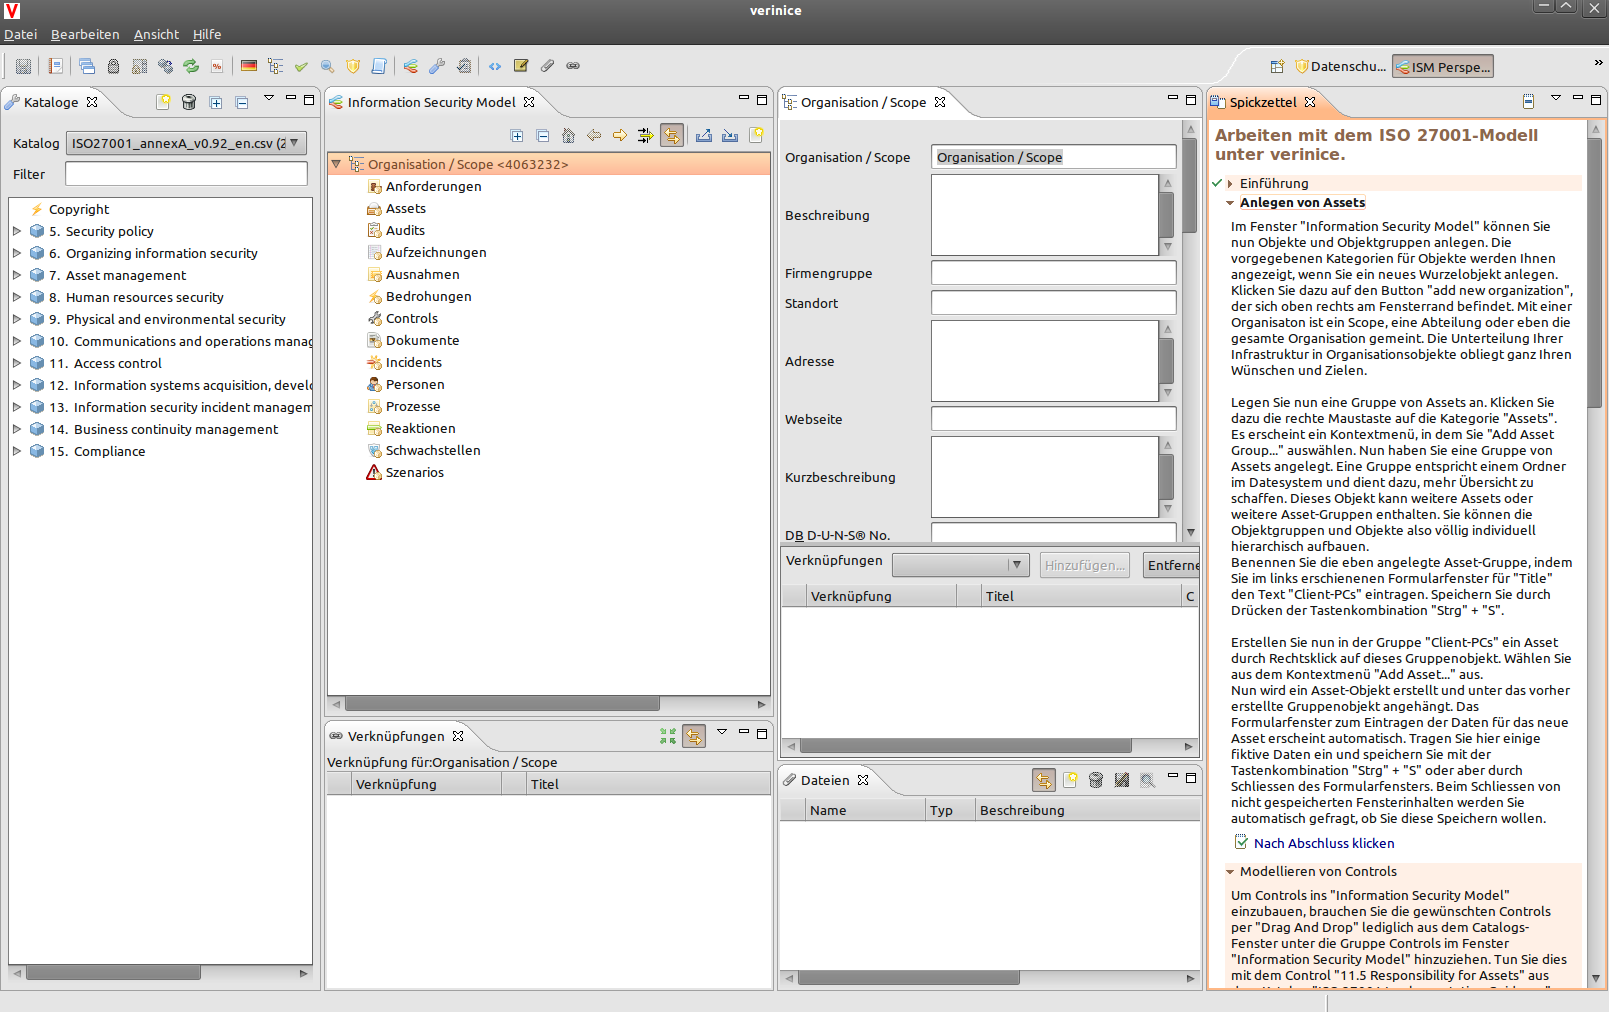 verinice
Datei Bearbeiten Ansicht Hilfe
Datenschu... ISM Perspe... »
Kataloge
Katalog ISO27001_annexA_v0.92_en.csv (2
Filter
Copyright
5. Security policy
6. Organizing information security
7. Asset management
8. Human resources security
9. Physical and environmental security
10. Communications and operations manag
11. Access control
12. Information systems acquisition, develo
13. Information security incident managem
14. Business continuity management
15. Compliance
Information Security Model
Organisation / Scope <4063232>
Anforderungen
Assets
Audits
Aufzeichnungen
Ausnahmen
Bedrohungen
Controls
Dokumente
Incidents
Personen
Prozesse
Reaktionen
Schwachstellen
Szenarios
Verknüpfungen
Verknüpfung für:Organisation / Scope
Verknüpfung Titel
Organisation / Scope
Organisation / Scope Organisation / Scope
Beschreibung
Firmengruppe
Standort
Adresse
Webseite
Kurzbeschreibung
DB D-U-N-S® No.
Verknüpfungen Hinzufügen... Entferne
Verknüpfung Titel C
Dateien
Name Typ Beschreibung
Spickzettel
Arbeiten mit dem ISO 27001-Modell
unter verinice.
Einführung
Anlegen von Assets
Im Fenster "Information Security Model" können Sie
nun Objekte und Objektgruppen anlegen. Die
vorgegebenen Kategorien für Objekte werden Ihnen
angezeigt, wenn Sie ein neues Wurzelobjekt anlegen.
Klicken Sie dazu auf den Button "add new organization",
der sich oben rechts am Fensterrand befindet. Mit einer
Organisaton ist ein Scope, eine Abteilung oder eben die
gesamte Organisation gemeint. Die Unterteilung Ihrer
Infrastruktur in Organisationsobjekte obliegt ganz Ihren
Wünschen und Zielen.
Legen Sie nun eine Gruppe von Assets an. Klicken Sie
dazu die rechte Maustaste auf die Kategorie "Assets".
Es erscheint ein Kontextmenü, in dem Sie "Add Asset
Group..." auswählen. Nun haben Sie eine Gruppe von
Assets angelegt. Eine Gruppe entspricht einem Ordner
im Datesystem und dient dazu, mehr Übersicht zu
schaffen. Dieses Objekt kann weitere Assets oder
weitere Asset-Gruppen enthalten. Sie können die
Objektgruppen und Objekte also völlig individuell
hierarchisch aufbauen.
Benennen Sie die eben angelegte Asset-Gruppe, indem
Sie im links erschienenen Formularfenster für "Title"
den Text "Client-PCs" eintragen. Speichern Sie durch
Drücken der Tastenkombination "Strg" + "S".
Erstellen Sie nun in der Gruppe "Client-PCs" ein Asset
durch Rechtsklick auf dieses Gruppenobjekt. Wählen Sie
aus dem Kontextmenü "Add Asset..." aus.
Nun wird ein Asset-Objekt erstellt und unter das vorher
erstellte Gruppenobjekt angehängt. Das
Formularfenster zum Eintragen der Daten für das neue
Asset erscheint automatisch. Tragen Sie hier einige
fiktive Daten ein und speichern Sie mit der
Tastenkombination "Strg" + "S" oder aber durch
Schliessen des Formularfensters. Beim Schliessen von
nicht gespeicherten Fensterinhalten werden Sie
automatisch gefragt, ob Sie diese Speichern wollen.
Nach Abschluss klicken
Modellieren von Controls
Um Controls ins "Information Security Model"
einzubauen, brauchen Sie die gewünschten Controls
per "Drag And Drop" lediglich aus dem Catalogs-
Fenster unter die Gruppe Controls im Fenster
"Information Security Model" hinzuziehen. Tun Sie dies
mit dem Control "11.5 Responsibility for Assets" aus